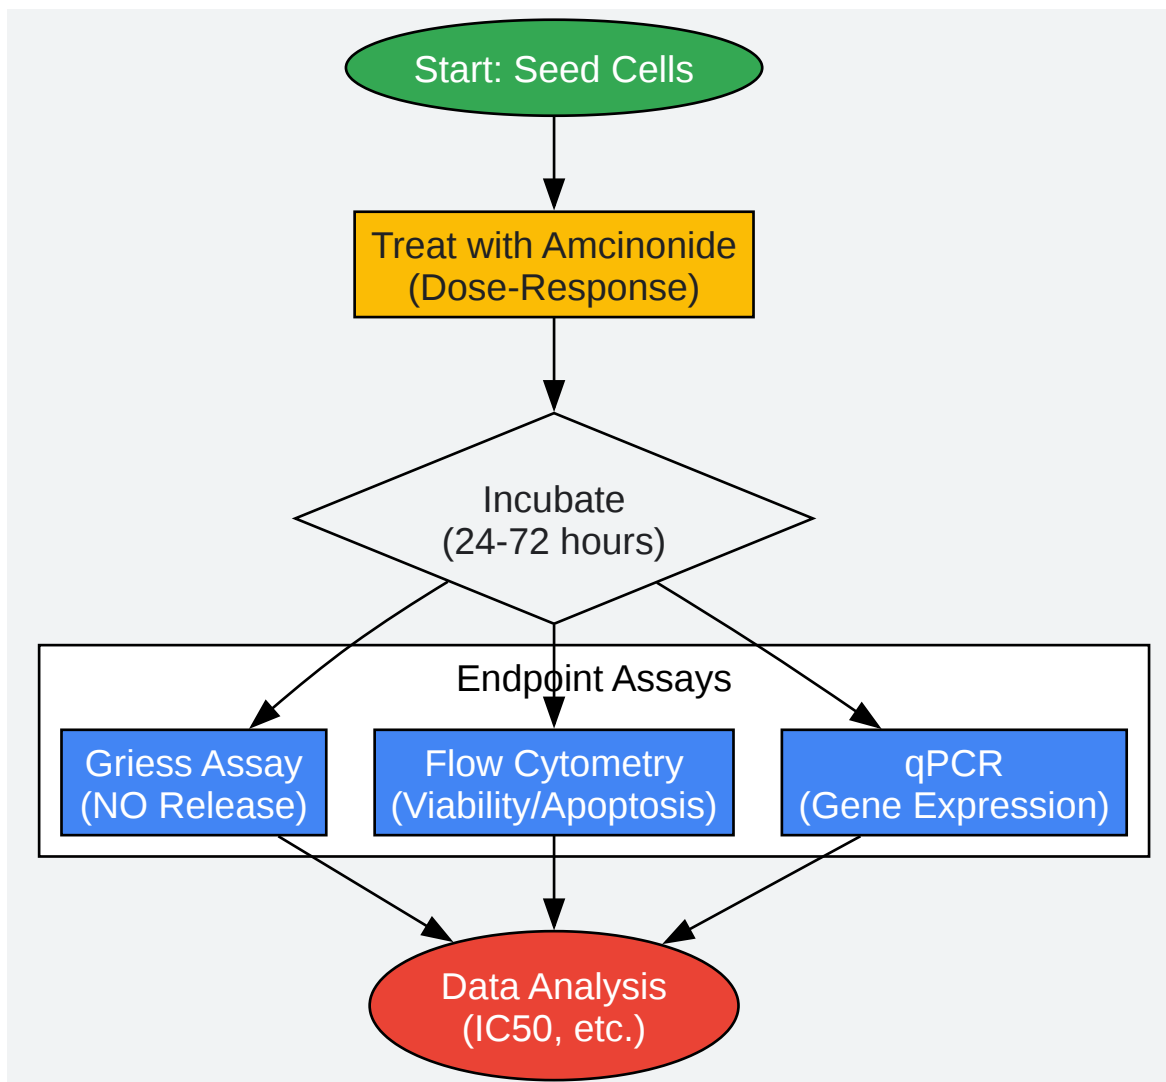 Start: Seed Cells
Treat with Amcinonide
(Dose-Response)
Incubate
(24-72 hours)
Endpoint Assays
Griess Assay
(NO Release)
Flow Cytometry
(Viability/Apoptosis)
qPCR
(Gene Expression)
Data Analysis
(IC50, etc.)